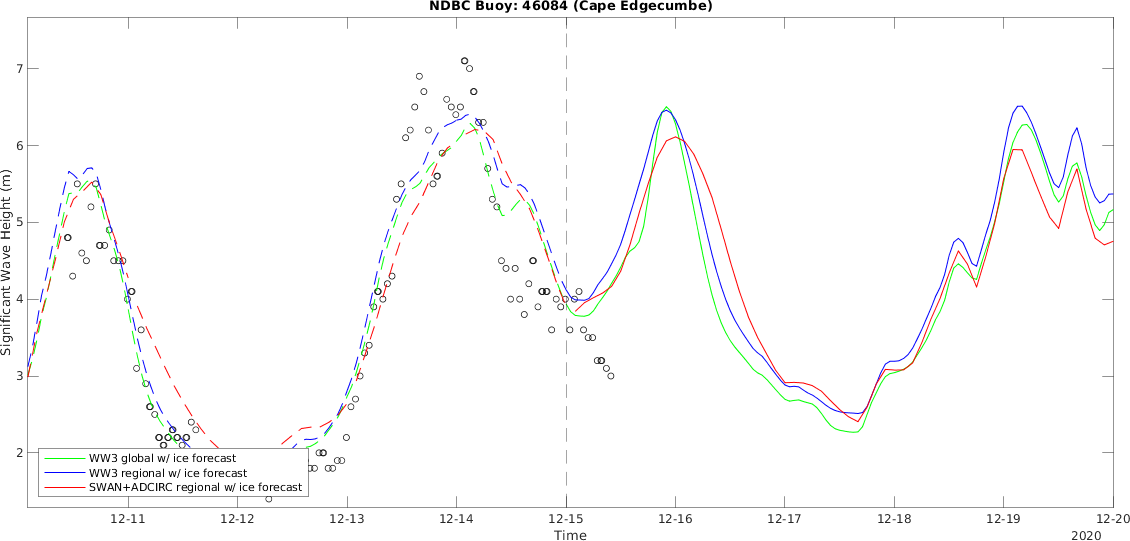 NDBC Buoy: 46084 (Cape Edgecumbe)
Significant Wave Height (m)
7
6
5
4
3
2
WW3 global w/ ice forecast
WW3 regional w/ ice forecast
SWAN+ADCIRC regional w/ ice forecast
12-11 12-12 12-13 12-14 12-15 12-16 12-17 12-18 12-19 12-20
Time
2020